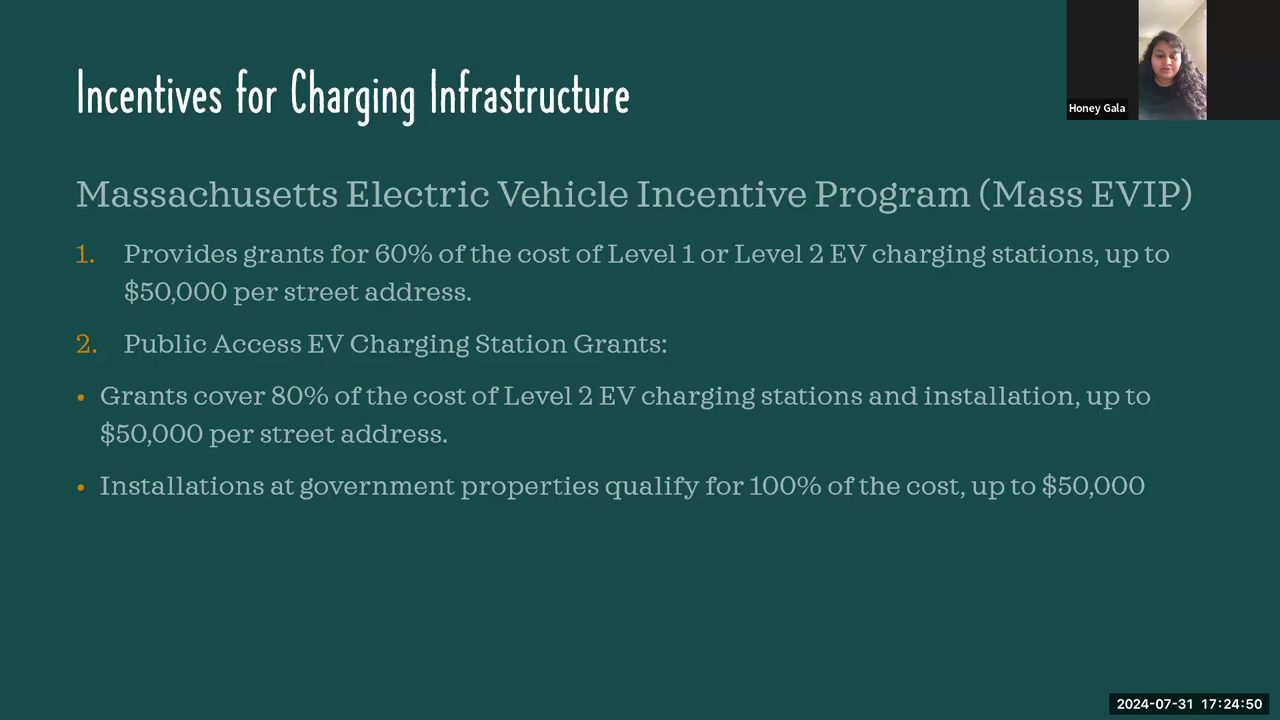 Incentives for Charging Infrastructure
Honey Gala
Massachusetts Electric Vehicle Incentive Program (Mass EVIP)
1. Provides grants for 60% of the cost of Level 1 or Level 2 EV charging stations, up to
$50,000 per street address.
2. Public Access EV Charging Station Grants:
• Grants cover 80% of the cost of Level 2 EV charging stations and installation, up to
$50,000 per street address.
• Installations at government properties qualify for 100% of the cost, up to $50,000
2024-07-31 17:24:50